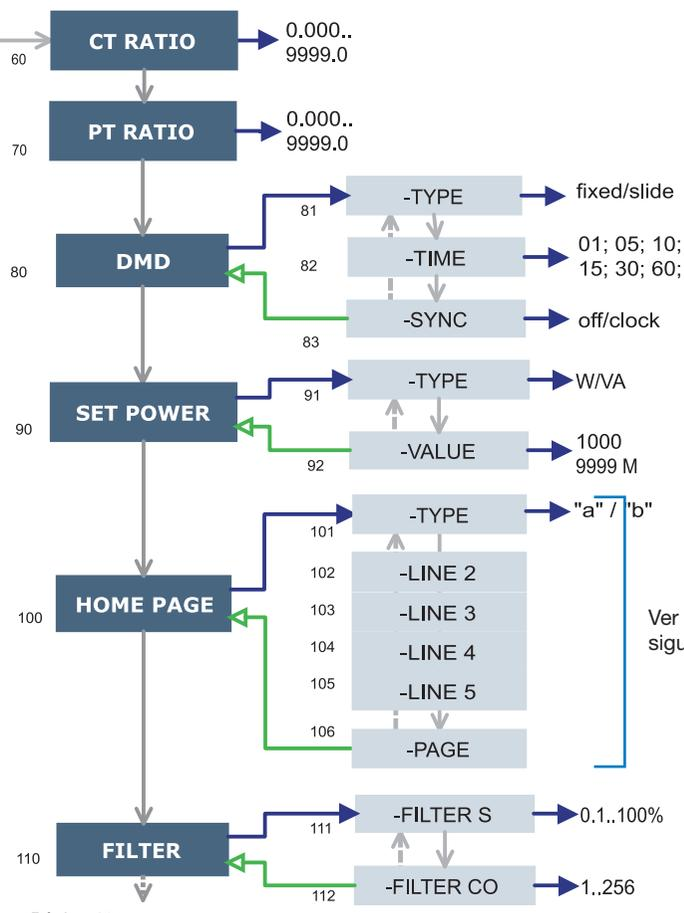 60
CT RATIO
0.000..
9999.0
70
PT RATIO
0.000..
9999.0
80
DMD
81
-TYPE
fixed/slide
82
-TIME
01; 05; 10;
15; 30; 60;
83
-SYNC
off/clock
90
SET POWER
91
-TYPE
W/VA
92
-VALUE
1000
9999 M
100
HOME PAGE
101
-TYPE
"a" / "b"
102
-LINE 2
103
-LINE 3
104
-LINE 4
105
-LINE 5
106
-PAGE
Ver
sigu
110
FILTER
111
-FILTER S
0.1..100%
112
-FILTER CO
1..256